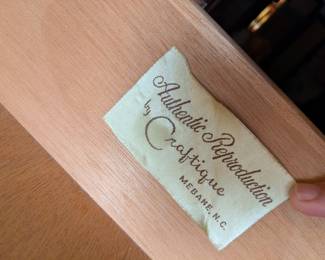 Authentic Reproduction
by Craftique
MEBANE, N.C.